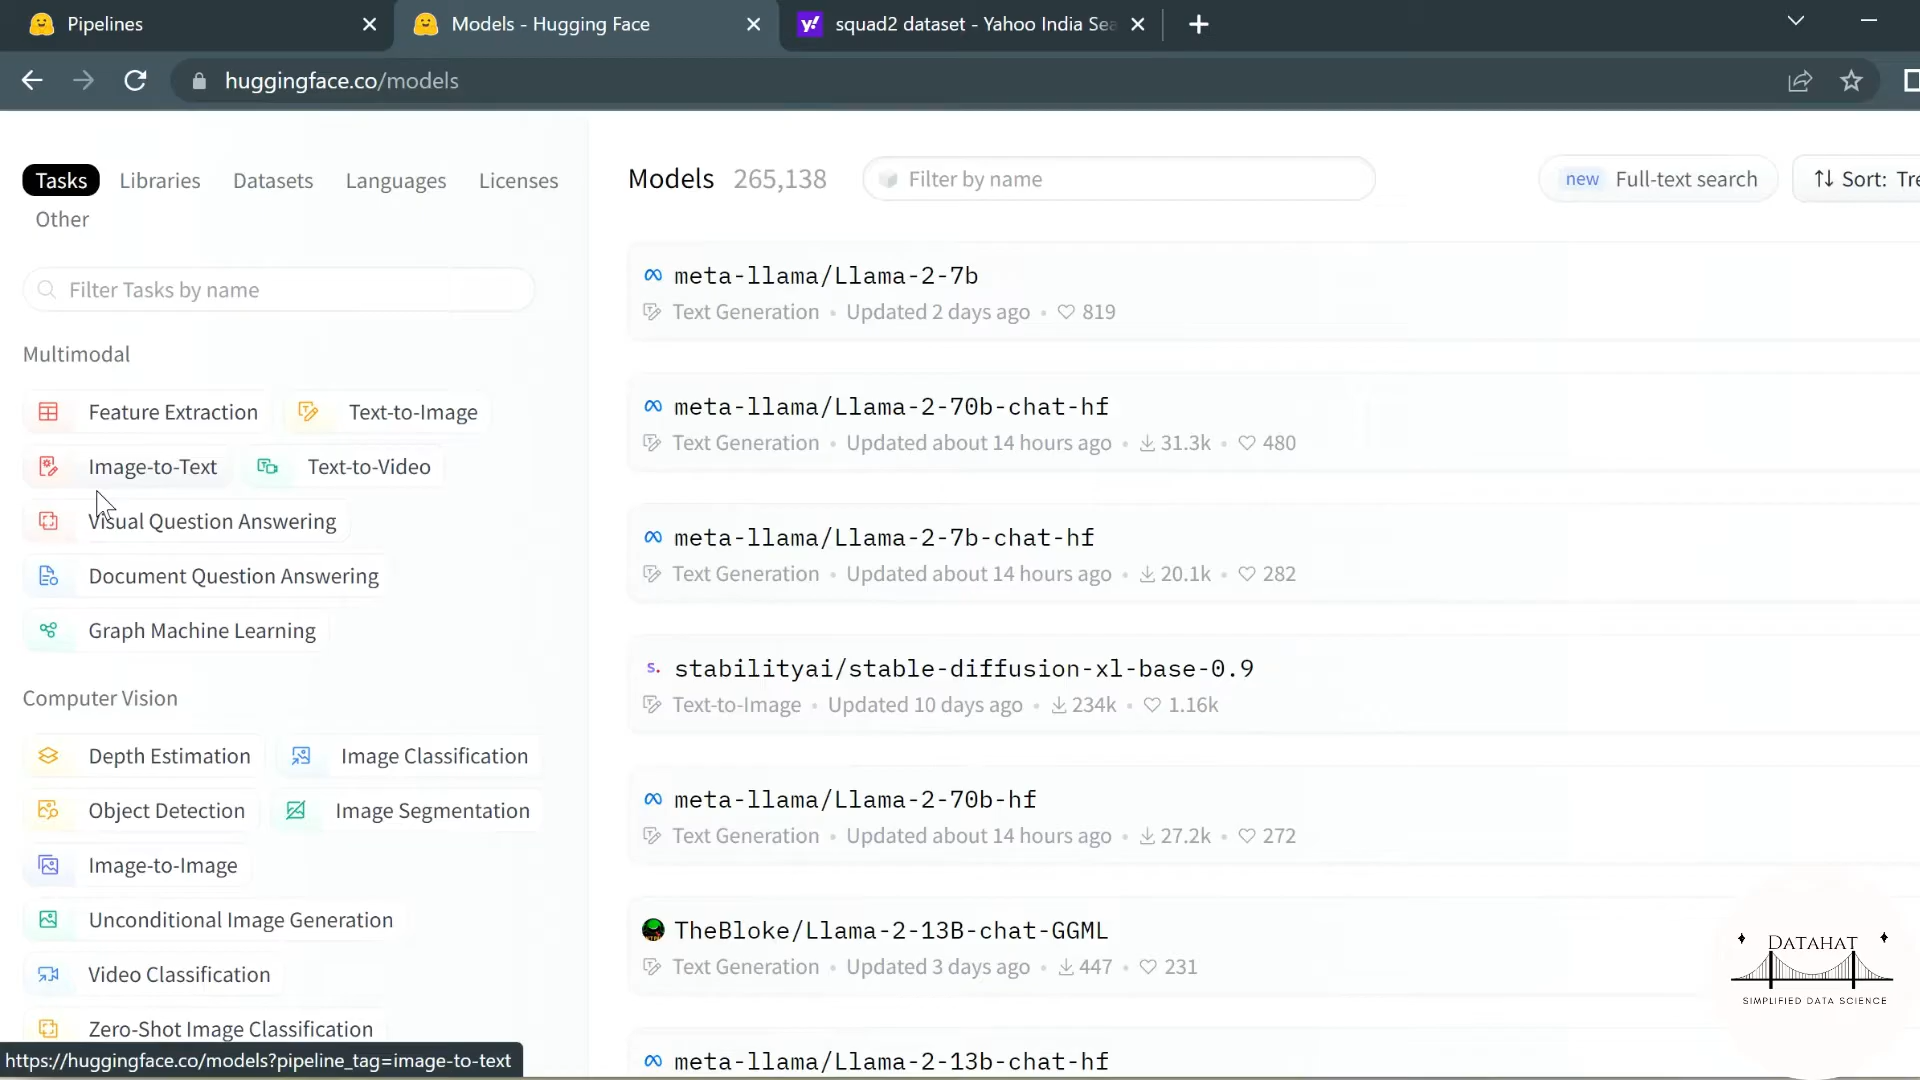 Pipelines
Models - Hugging Face
squad2 dataset - Yahoo India Sea
huggingface.co/models
Tasks Libraries Datasets Languages Licenses
Other
Filter Tasks by name
Multimodal
Feature Extraction Text-to-Image
Image-to-Text Text-to-Video
Visual Question Answering
Document Question Answering
Graph Machine Learning
Computer Vision
Depth Estimation Image Classification
Object Detection Image Segmentation
Image-to-Image
Unconditional Image Generation
Video Classification
Zero-Shot Image Classification
https://huggingface.co/models?pipeline_tag=image-to-text
Models 265,138 Filter by name new Full-text search Sort: Tre
meta-llama/Llama-2-7b
Text Generation • Updated 2 days ago • 819
meta-llama/Llama-2-70b-chat-hf
Text Generation • Updated about 14 hours ago • 31.3k • 480
meta-llama/Llama-2-7b-chat-hf
Text Generation • Updated about 14 hours ago • 20.1k • 282
s. stabilityai/stable-diffusion-xl-base-0.9
Text-to-Image • Updated 10 days ago • 234k • 1.16k
meta-llama/Llama-2-70b-hf
Text Generation • Updated about 14 hours ago • 27.2k • 272
TheBloke/Llama-2-13B-chat-GGML
Text Generation • Updated 3 days ago • 447 • 231
meta-llama/Llama-2-13b-chat-hf
DATAHAT
SIMPLIFIED DATA SCIENCE